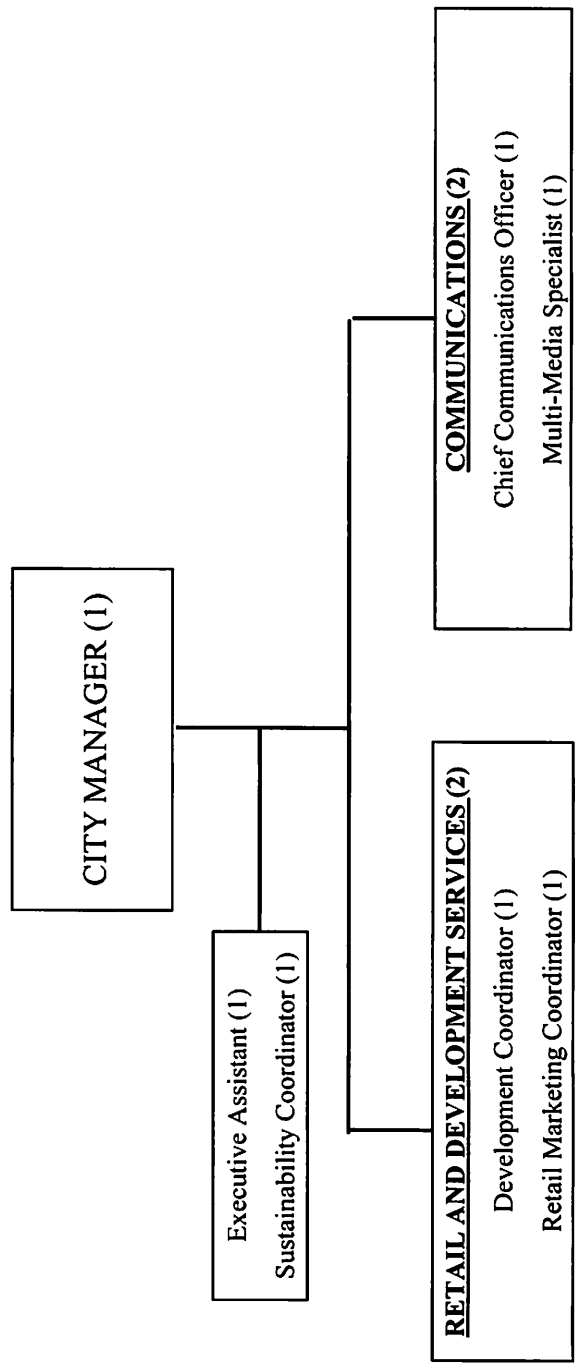 CITY MANAGER (1)
Executive Assistant (1)
Sustainability Coordinator (1)
RETAIL AND DEVELOPMENT SERVICES (2)
Development Coordinator (1)
Retail Marketing Coordinator (1)
COMMUNICATIONS (2)
Chief Communications Officer (1)
Multi-Media Specialist (1)